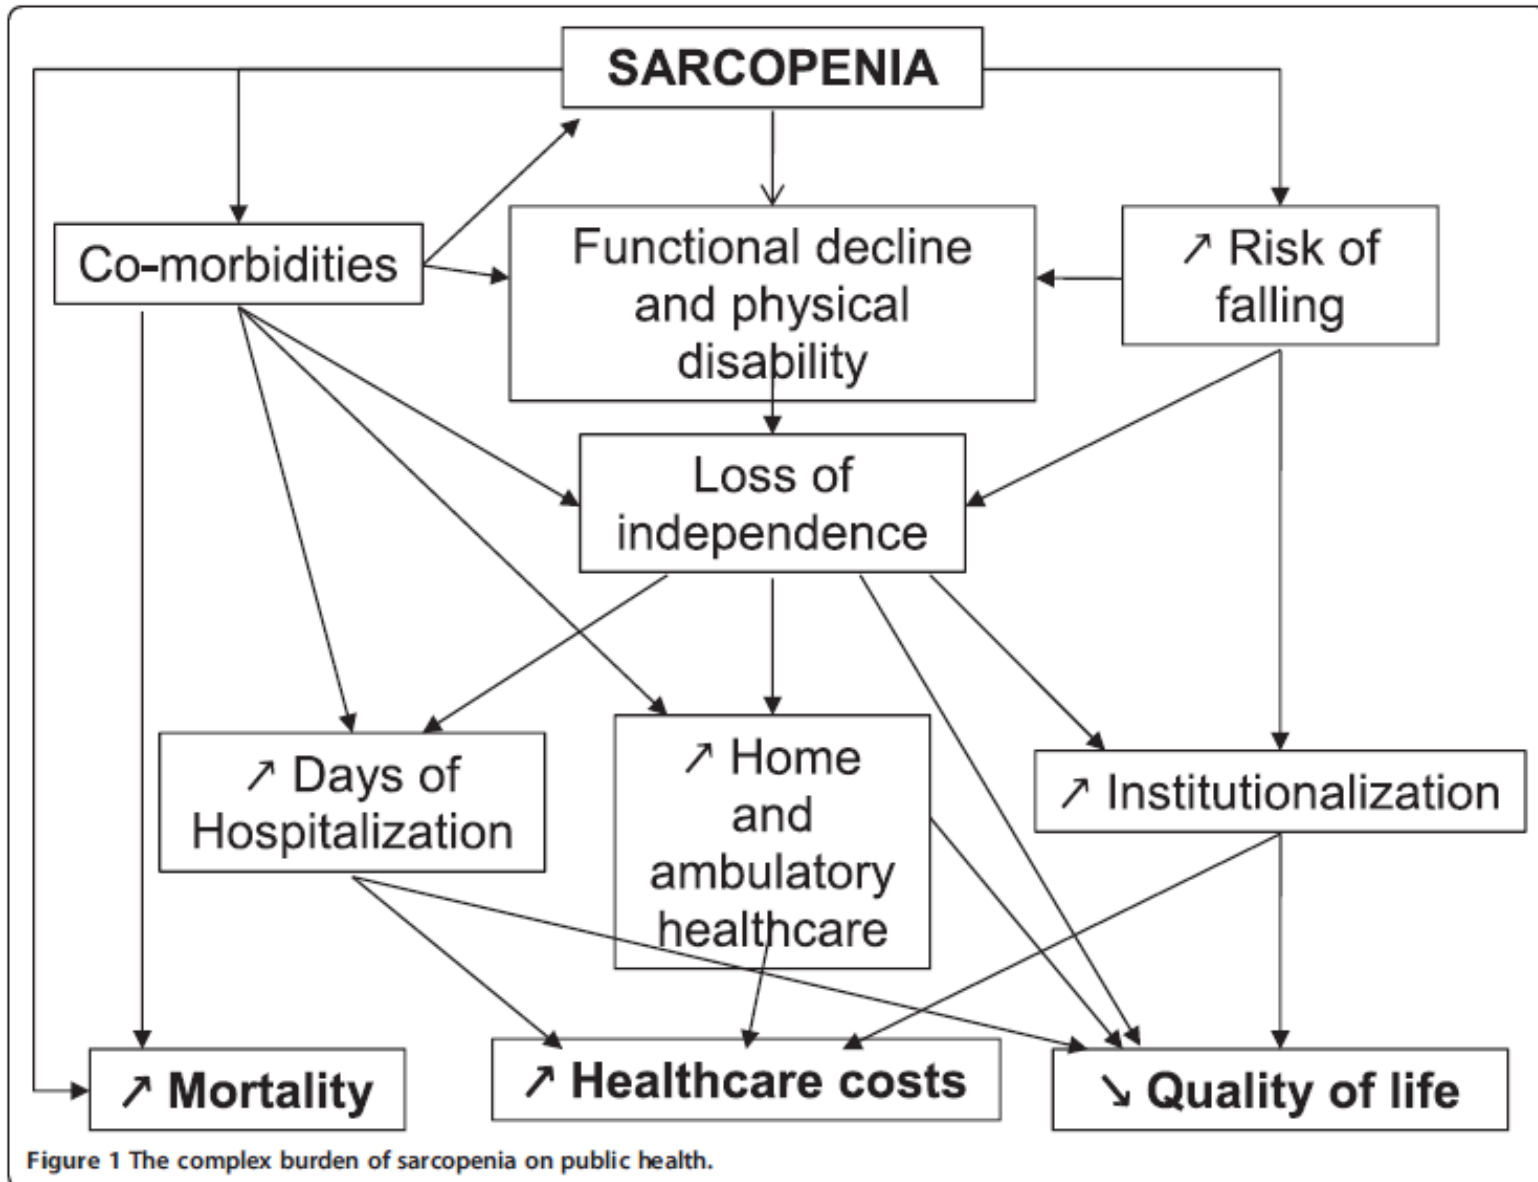 SARCOPENIA
Co-morbidities
Functional decline
and physical
disability
↗ Risk of
falling
Loss of
independence
↗ Days of
Hospitalization
↗ Home
and
ambulatory
healthcare
↗ Institutionalization
↗ Mortality
↗ Healthcare costs
↘ Quality of life
Figure 1 The complex burden of sarcopenia on public health.